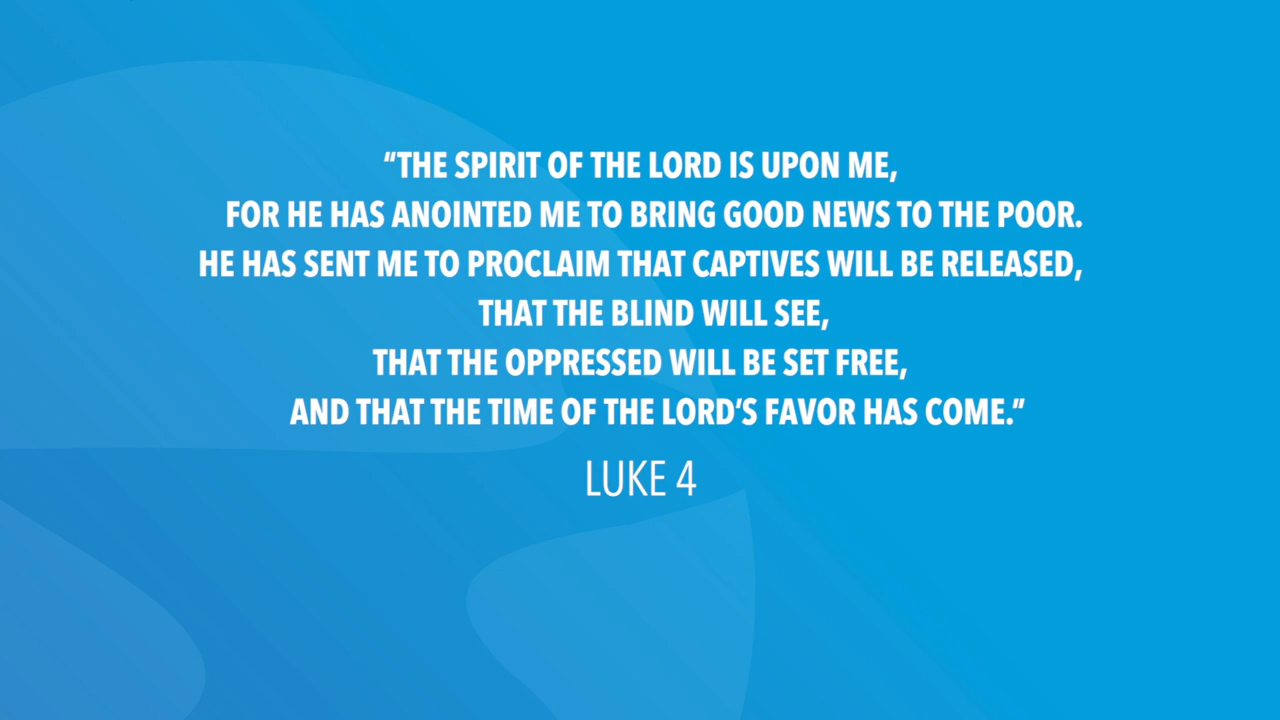 “THE SPIRIT OF THE LORD IS UPON ME,
FOR HE HAS ANOINTED ME TO BRING GOOD NEWS TO THE POOR.
HE HAS SENT ME TO PROCLAIM THAT CAPTIVES WILL BE RELEASED,
THAT THE BLIND WILL SEE,
THAT THE OPPRESSED WILL BE SET FREE,
AND THAT THE TIME OF THE LORD’S FAVOR HAS COME.”
LUKE 4